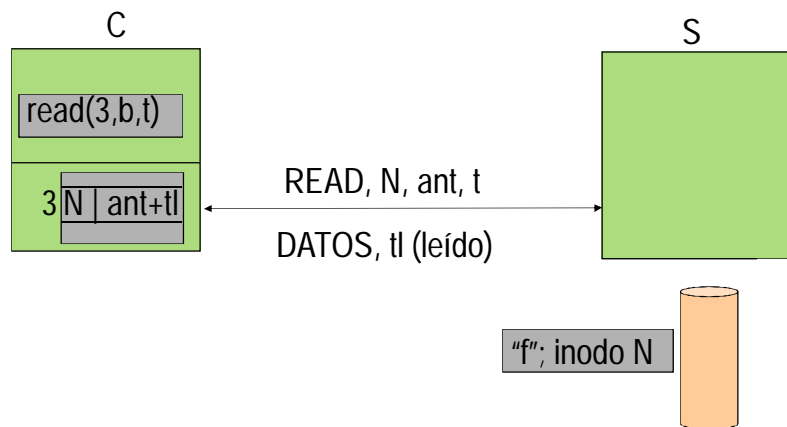 C
S
read(3,b,t)
READ, N, ant, t
3 N | ant+tl
DATOS, tl (leído)
“f”; inodo N